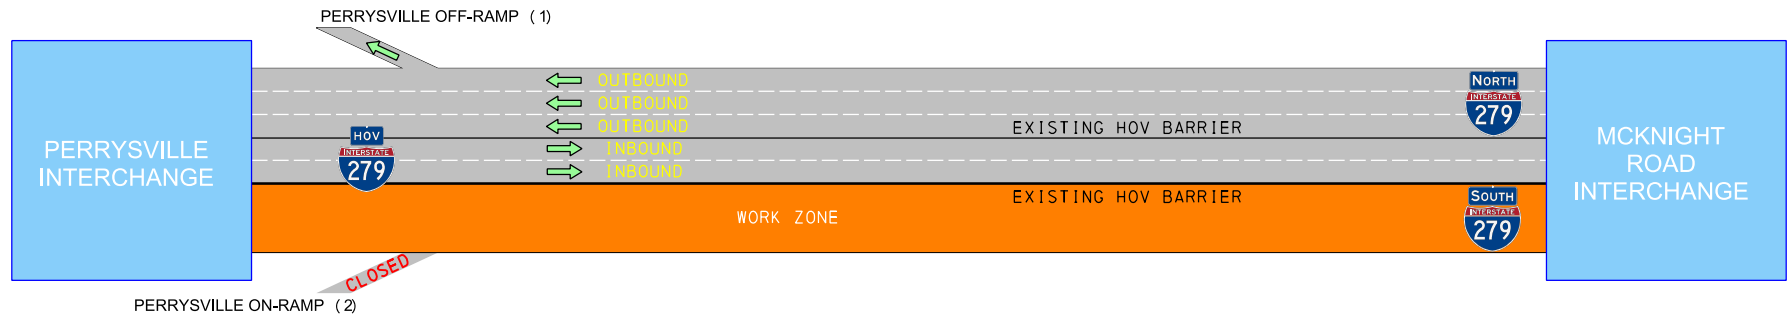 PERRYSVILLE OFF-RAMP (1)
PERRYSVILLE
INTERCHANGE
OUTBOUND
OUTBOUND
OUTBOUND
EXISTING HOV BARRIER
NORTH
INTERSTATE
279
HOV
INTERSTATE
279
INBOUND
INBOUND
EXISTING HOV BARRIER
SOUTH
INTERSTATE
279
WORK ZONE
MCKNIGHT
ROAD
INTERCHANGE
CLOSED
PERRYSVILLE ON-RAMP (2)